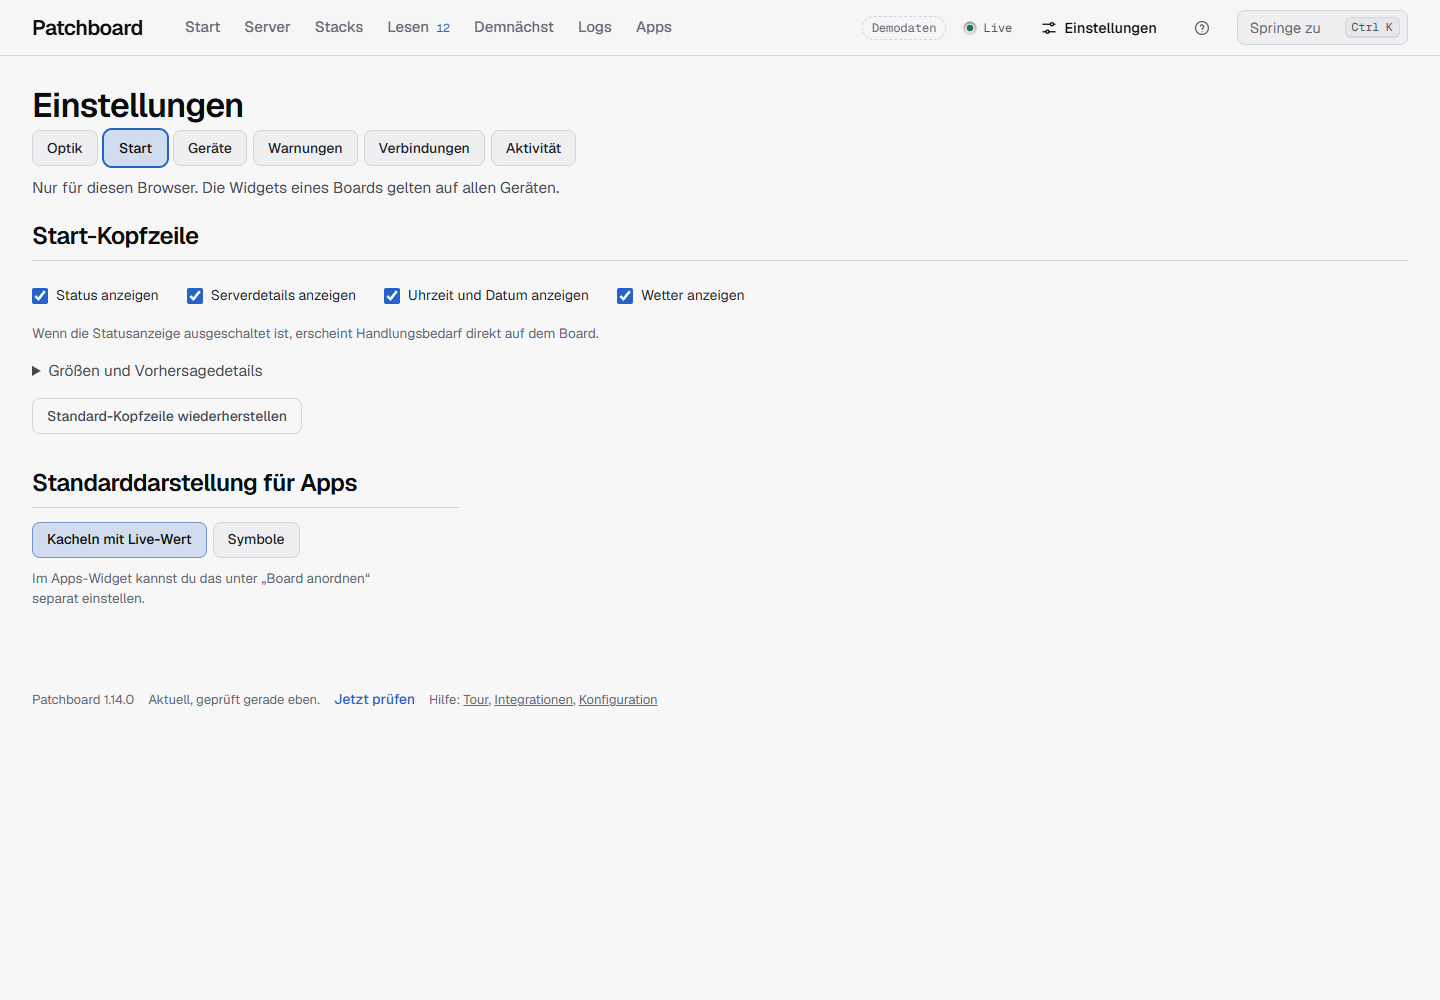 Patchboard Start Server Stacks Lesen 12 Demnächst Logs Apps Demodaten Live Einstellungen Springe zu Ctrl K
Einstellungen
Optik Start Geräte Warnungen Verbindungen Aktivität
Nur für diesen Browser. Die Widgets eines Boards gelten auf allen Geräten.
Start-Kopfzeile
Status anzeigen Serverdetails anzeigen Uhrzeit und Datum anzeigen Wetter anzeigen
Wenn die Statusanzeige ausgeschaltet ist, erscheint Handlungsbedarf direkt auf dem Board.
Größen und Vorhersagedetails
Standard-Kopfzeile wiederherstellen
Standarddarstellung für Apps
Kacheln mit Live-Wert Symbole
Im Apps-Widget kannst du das unter „Board anordnen“
separat einstellen.
Patchboard 1.14.0 Aktuell, geprüft gerade eben. Jetzt prüfen Hilfe: Tour, Integrationen, Konfiguration